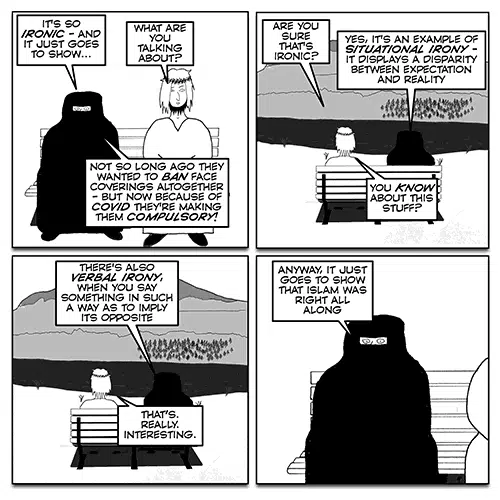 IT'S SO
IRONIC - AND
IT JUST GOES
TO SHOW...
WHAT ARE
YOU
TALKING
ABOUT?
NOT SO LONG AGO THEY
WANTED TO BAN FACE
COVERINGS ALTOGETHER
- BUT NOW BECAUSE OF
COVID THEY'RE MAKING
THEM COMPULSORY!
ARE YOU
SURE
THAT'S
IRONIC?
YES, IT'S AN EXAMPLE OF
SITUATIONAL IRONY -
IT DISPLAYS A DISPARITY
BETWEEN EXPECTATION
AND REALITY
YOU KNOW
ABOUT THIS
STUFF?
THERE'S ALSO
VERBAL IRONY,
WHEN YOU SAY
SOMETHING IN SUCH
A WAY AS TO IMPLY
ITS OPPOSITE
THAT'S.
REALLY.
INTERESTING.
ANYWAY, IT JUST
GOES TO SHOW
THAT ISLAM WAS
RIGHT ALL
ALONG